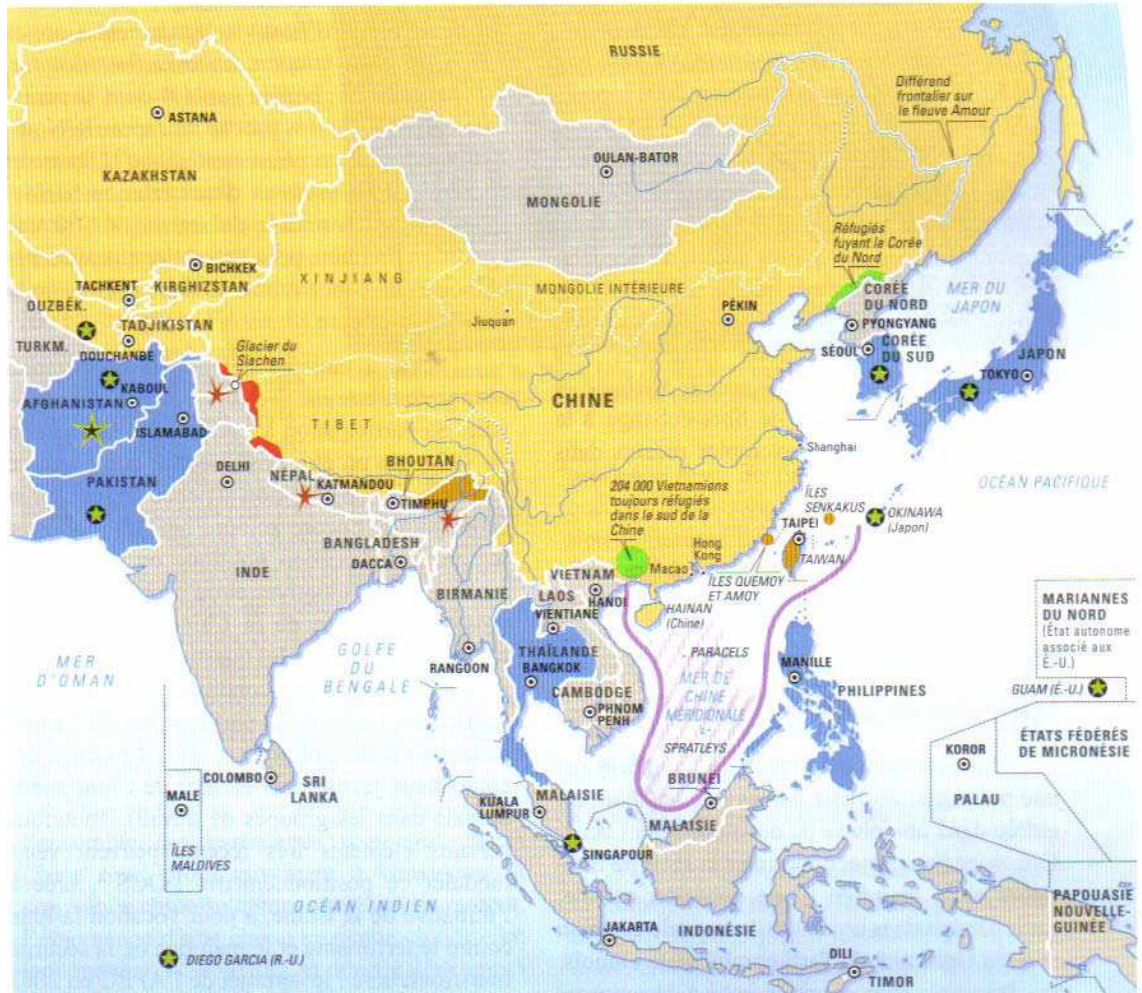 RUSSIE
Différend
frontalier sur
le fleuve Amour
ASTANA
OULAN-BATOR
KAZAKHSTAN
MONGOLIE
Réfugiés
fuyant la Corée
du Nord
BICHKEK
XINJIANG
TACHKENT
KIRGHIZSTAN
MONGOLIE INTÉRIEURE
PÉKIN
CORÉE
DU NORD
MER DU
JAPON
OUZBÉK.
Jiuquan
PYONGYANG
TADJIKISTAN
TURKM.
DOUCHANBÉ
Glacier du
Siachen
SÉOUL
CORÉE
DU SUD
JAPON
TOKYO
KABOUL
AFGHANISTAN
CHINE
ISLAMABAD
TIBET
Shanghai
DELHI
NÉPAL
BHOUTAN
PAKISTAN
KATMANDOU
TIMPHU
204 000 Vietnamiens
toujours réfugiés
dans le sud de la
Chine
OCÉAN PACIFIQUE
ÎLES
SENKAKUS
OKINAWA
(Japon)
TAIPEI
BANGLADESH
Hong
Kong
TAIWAN
INDE
DACCA
VIETNAM
Macao
BIRMANIE
LAOS
HANOI
ÎLES QUEMOY
ET AMOY
VIENTIANE
HAINAN
(Chine)
MARIANNES
DU NORD
(État autonome
associé aux
É.-U.)
MER
D'OMAN
GOLFE
DU
BENGALE
RANGOON
THAÏLANDE
BANGKOK
PARACELS
MANILLE
MER DE
CHINE
MÉRIDIONALE
CAMBODGE
PHNOM
PENH
PHILIPPINES
GUAM (É.-U.)
SPRATLEYS
ÉTATS FÉDÉRÉS
DE MICRONÉSIE
KOROR
COLOMBO
SRI
LANKA
BRUNEI
MALE
MALAISIE
KUALA
LUMPUR
PALAU
MALAISIE
ÎLES
MALDIVES
SINGAPOUR
OCÉAN INDIEN
PAPOUASIE
NOUVELLE-
GUINÉE
JAKARTA
INDONÉSIE
DIEGO GARCIA (R.-U.)
DILI
TIMOR